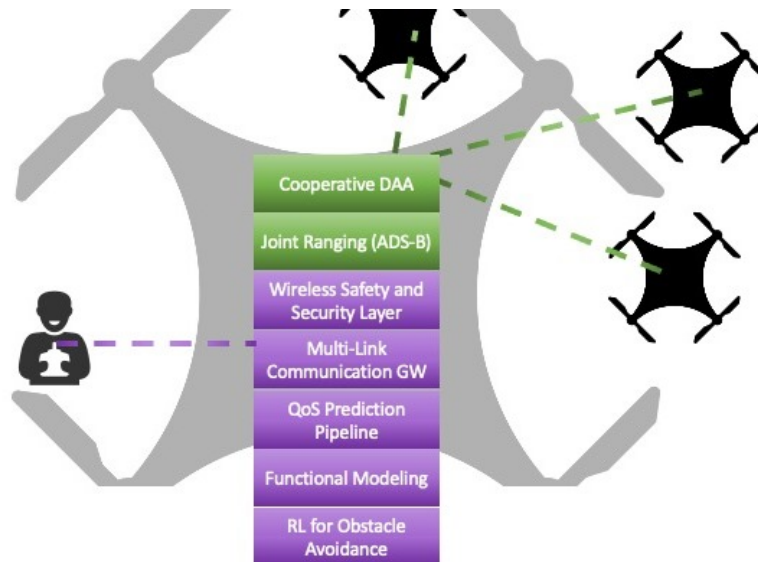 Cooperative DAA
Joint Ranging (ADS-B)
Wireless Safety and
Security Layer
Multi-Link
Communication GW
QoS Prediction
Pipeline
Functional Modeling
RL for Obstacle
Avoidance